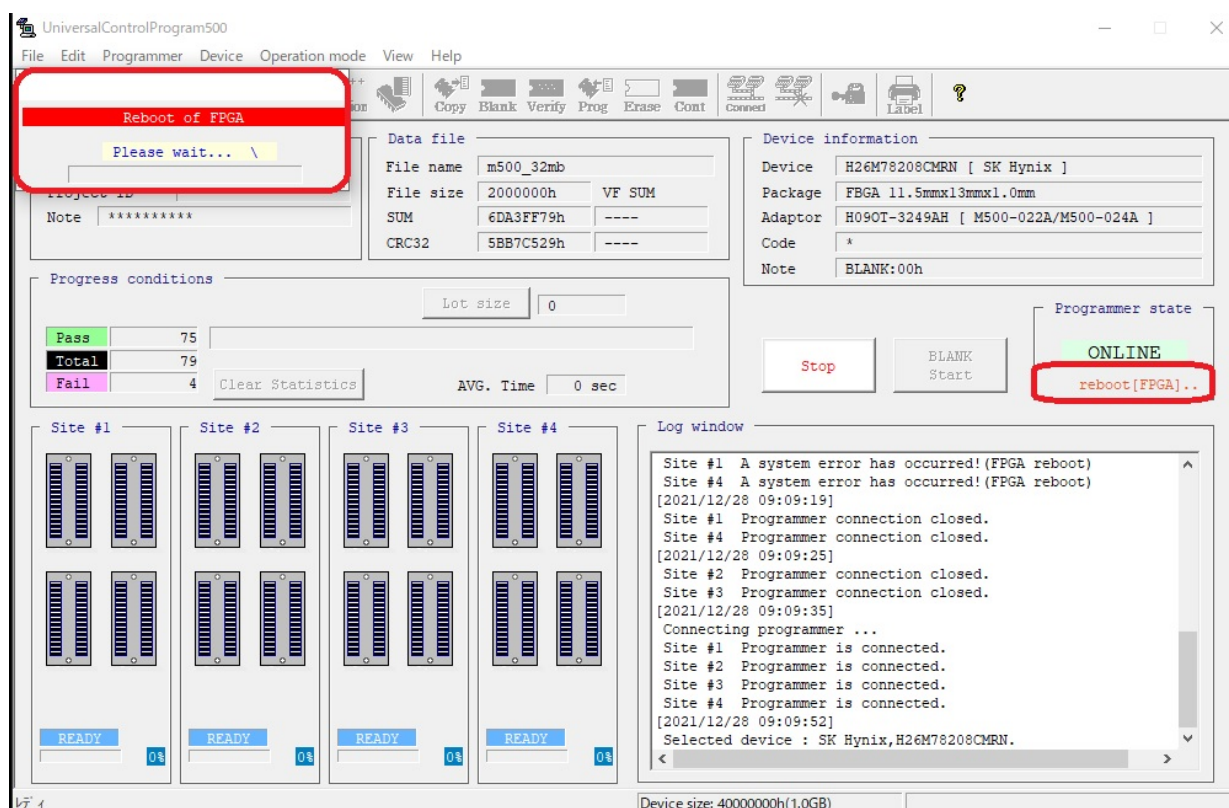 UniversalControlProgram500
File Edit Programmer Device Operation mode View Help
Copy Blank Verify Prog Erase Cont Connect Label
Reboot of FPGA
Please wait... \
Note **********
Data file
File name m500_32mb
File size 2000000h VF SUM
SUM 6DA3FF79h ----
CRC32 5BB7C529h ----
Device information
Device H26M78208CMRN [ SK Hynix ]
Package FBGA 11.5mmx13mmx1.0mm
Adaptor H09OT-3249AH [ M500-022A/M500-024A ]
Code *
Note BLANK:00h
Progress conditions
Lot size 0
Pass 75
Total 79
Fail 4 Clear Statistics AVG. Time 0 sec
Stop
BLANK
Start
Programmer state
ONLINE
reboot[FPGA]..
Site #1 Site #2 Site #3 Site #4
READY READY READY READY
0% 0% 0% 0%
Log window
Site #1 A system error has occurred!(FPGA reboot)
Site #4 A system error has occurred!(FPGA reboot)
[2021/12/28 09:09:19]
Site #1 Programmer connection closed.
Site #4 Programmer connection closed.
[2021/12/28 09:09:25]
Site #2 Programmer connection closed.
Site #3 Programmer connection closed.
[2021/12/28 09:09:35]
Connecting programmer ...
Site #1 Programmer is connected.
Site #2 Programmer is connected.
Site #3 Programmer is connected.
Site #4 Programmer is connected.
[2021/12/28 09:09:52]
Selected device : SK Hynix,H26M78208CMRN.
レディ
Device size: 40000000h(1.0GB)